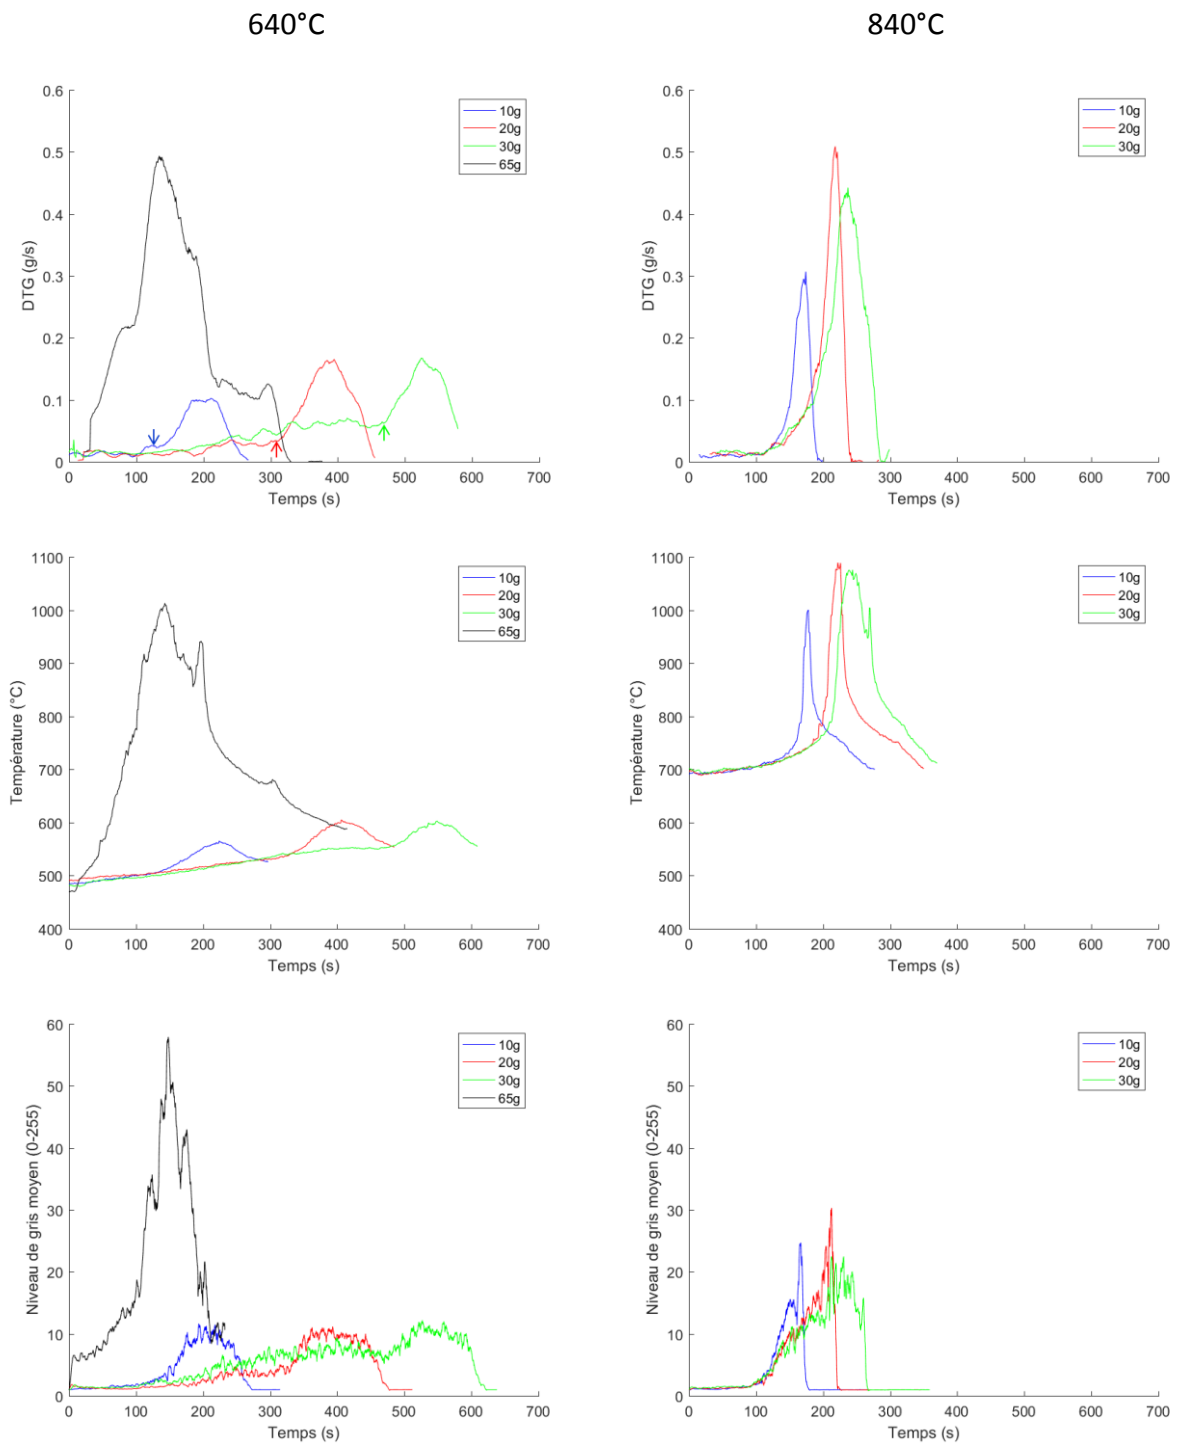 640°C
840°C
0.6
0.5
0.4
0.3
0.2
0.1
0
DTG (g/s)
0 100 200 300 400 500 600 700
Temps (s)
10g
20g
30g
65g
0.6
0.5
0.4
0.3
0.2
0.1
0
DTG (g/s)
0 100 200 300 400 500 600 700
Temps (s)
10g
20g
30g
1100
1000
900
800
700
600
500
400
Température (°C)
0 100 200 300 400 500 600 700
Temps (s)
10g
20g
30g
65g
1100
1000
900
800
700
600
500
400
Température (°C)
0 100 200 300 400 500 600 700
Temps (s)
10g
20g
30g
60
50
40
30
20
10
0
Niveau de gris moyen (0-255)
0 100 200 300 400 500 600 700
Temps (s)
10g
20g
30g
65g
60
50
40
30
20
10
0
Niveau de gris moyen (0-255)
0 100 200 300 400 500 600 700
Temps (s)
10g
20g
30g